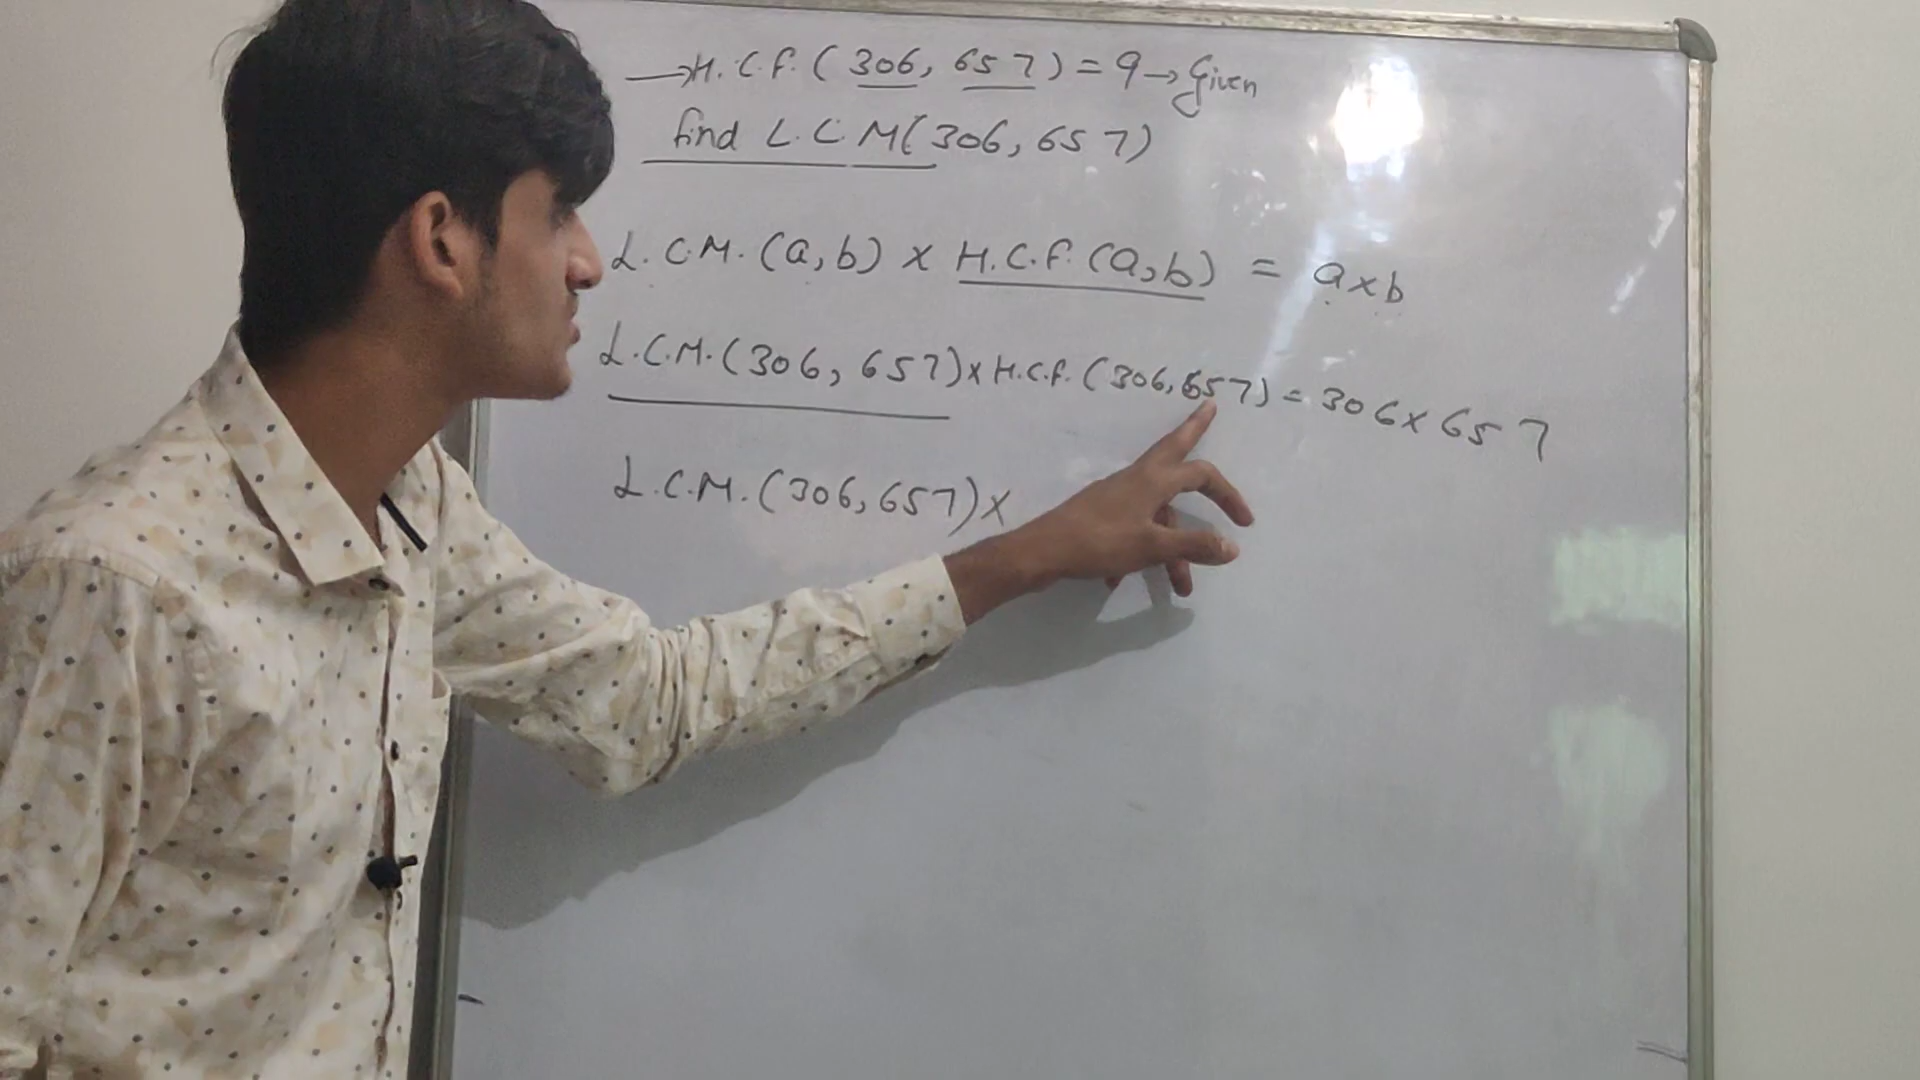 →H.C.F.(306, 657) = 9 → Given
find L.C.M(306, 657)
L.C.M.(a,b) × H.C.F.(a,b) = a×b
L.C.M.(306, 657)× H.C.F.(306,657) = 306×657
L.C.M.(306,657)×